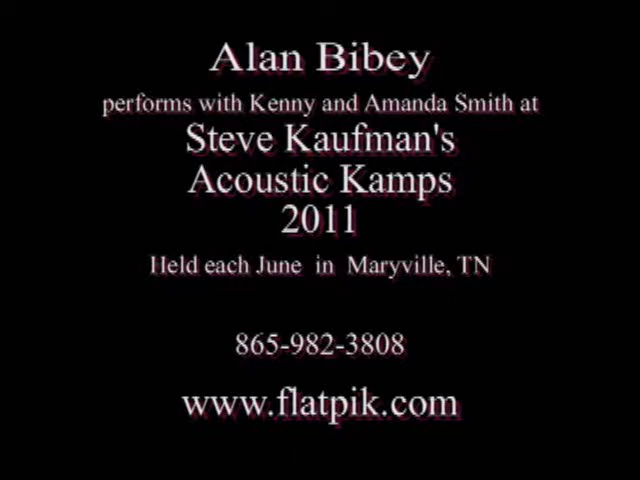 Alan Bibey
performs with Kenny and Amanda Smith at
Steve Kaufman's
Acoustic Kamps
2011
Held each June in Maryville, TN
865-982-3808
www.flatpik.com